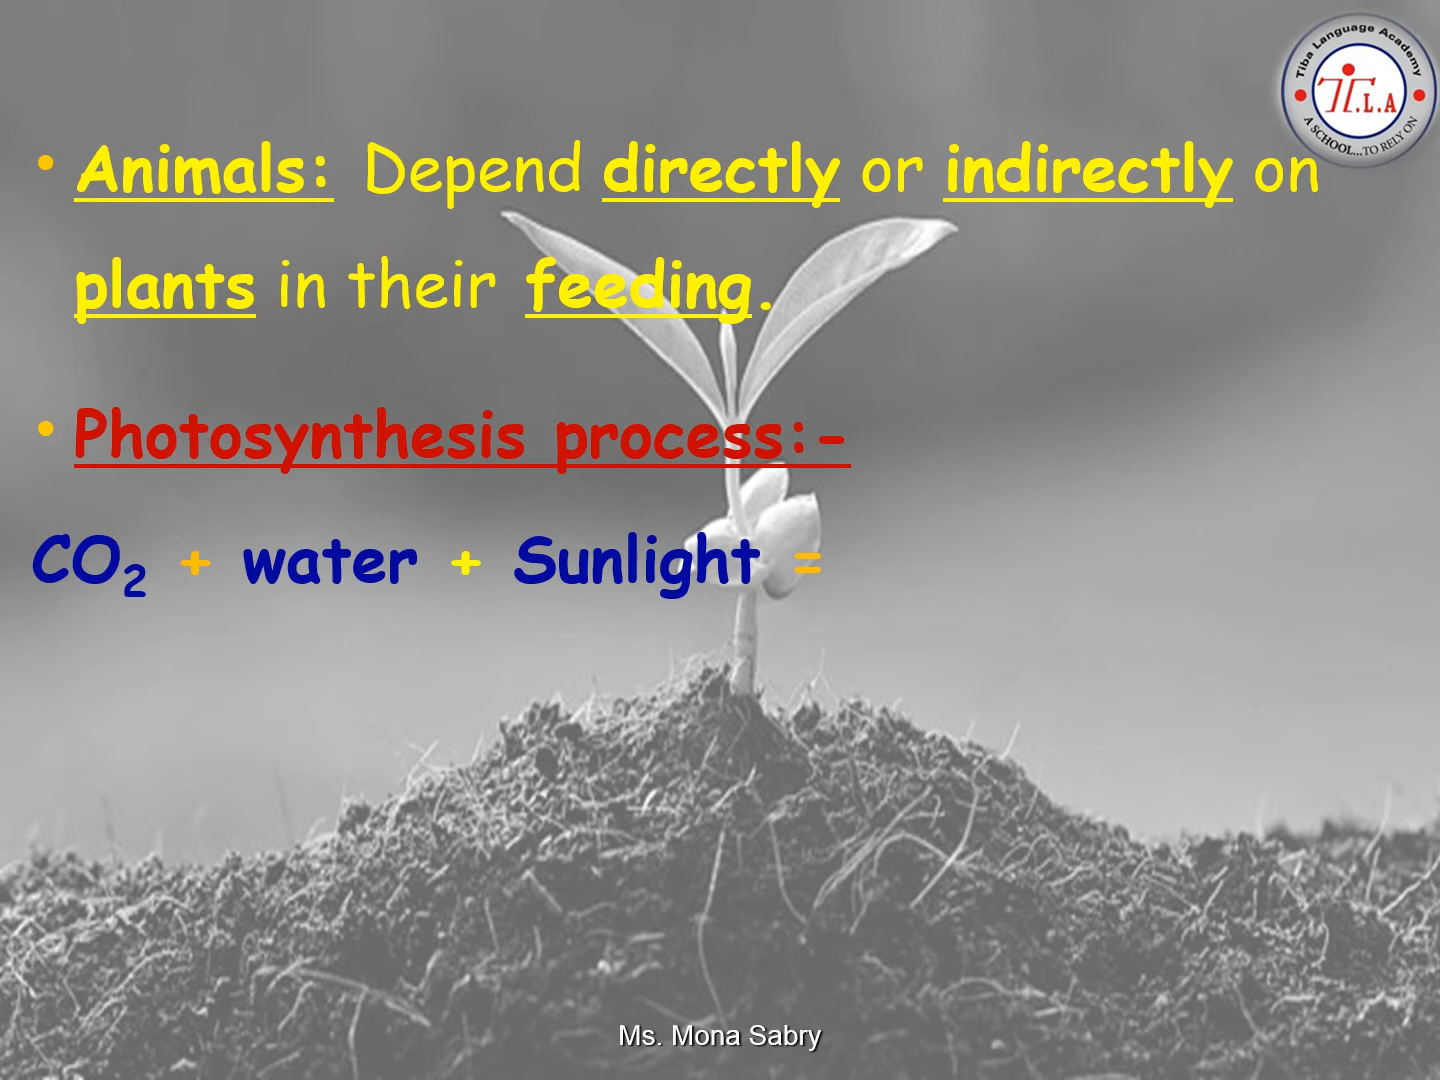 Tiba Language Academy
T.L.A
A SCHOOL...TO RELY ON
• Animals: Depend directly or indirectly on
plants in their feeding.
• Photosynthesis process:-
CO₂ + water + Sunlight =
Ms. Mona Sabry